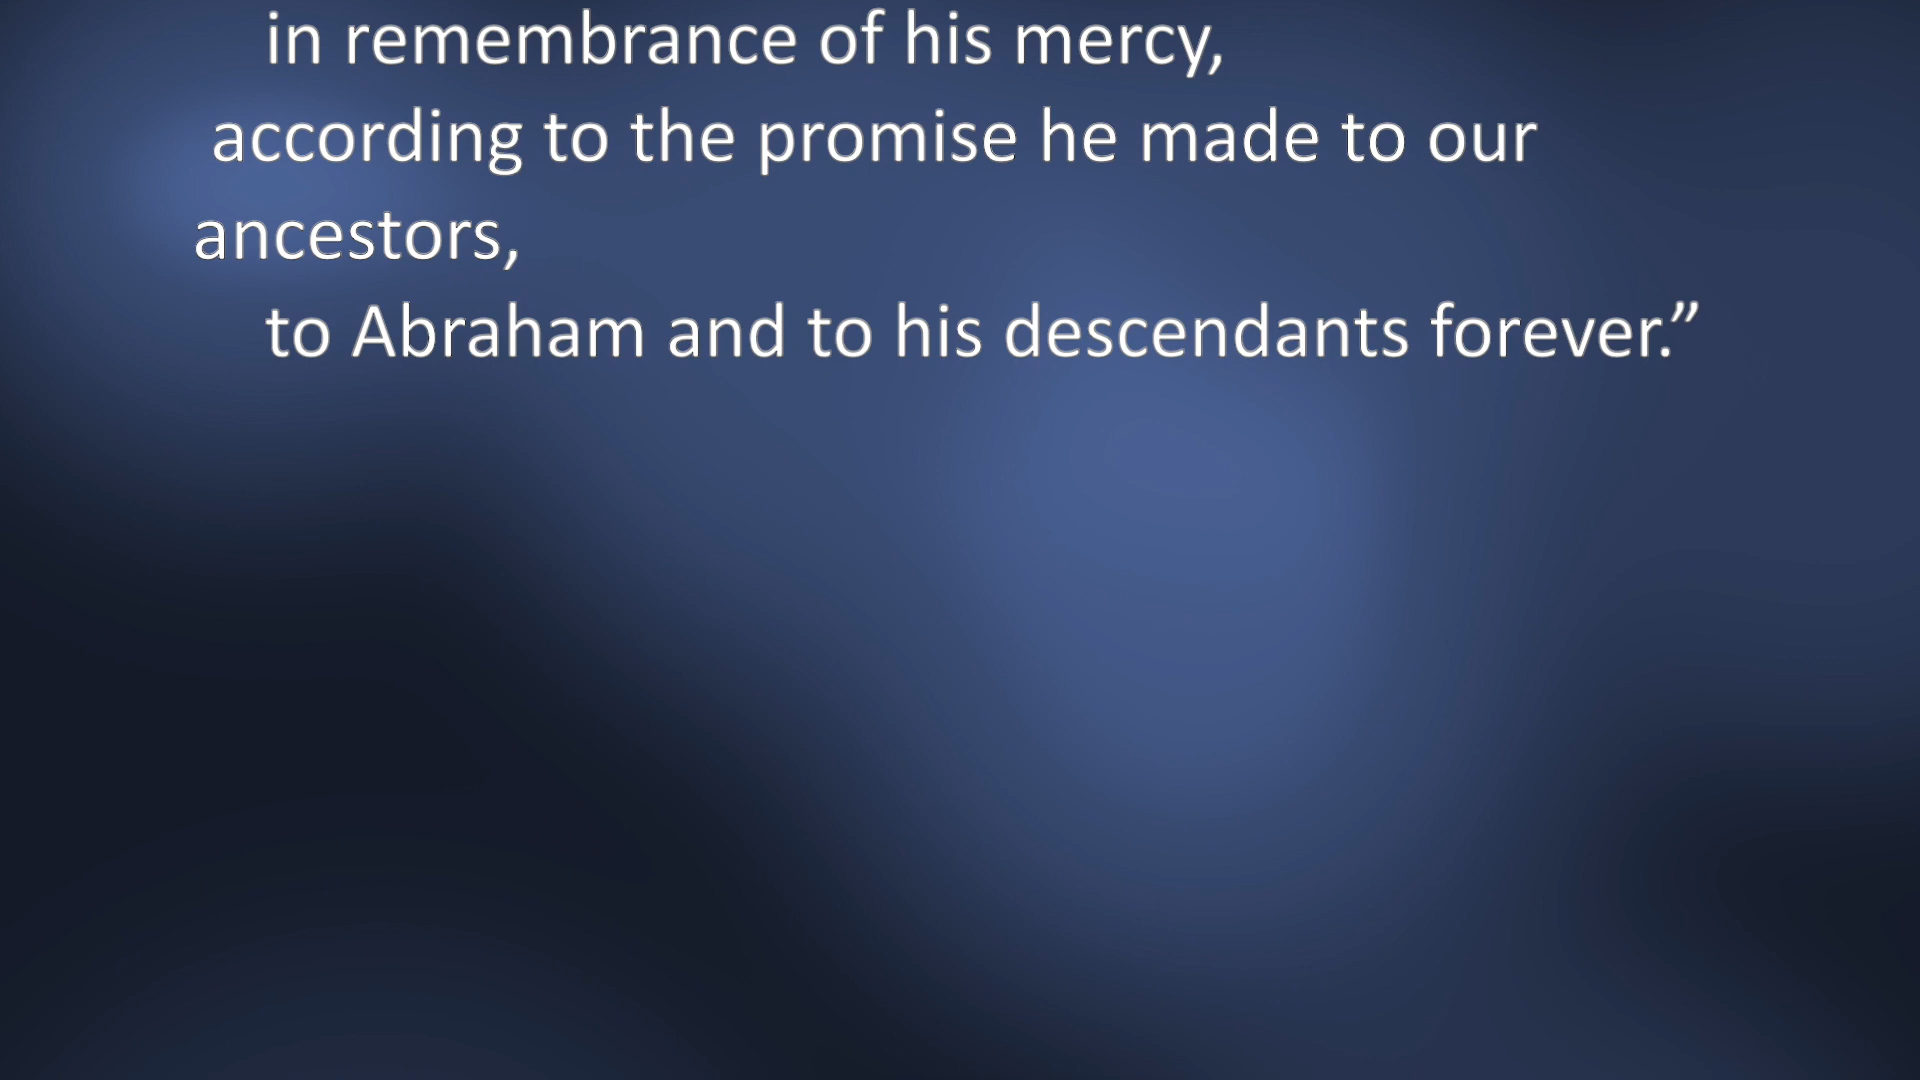 in remembrance of his mercy,
according to the promise he made to our
ancestors,
to Abraham and to his descendants forever.”